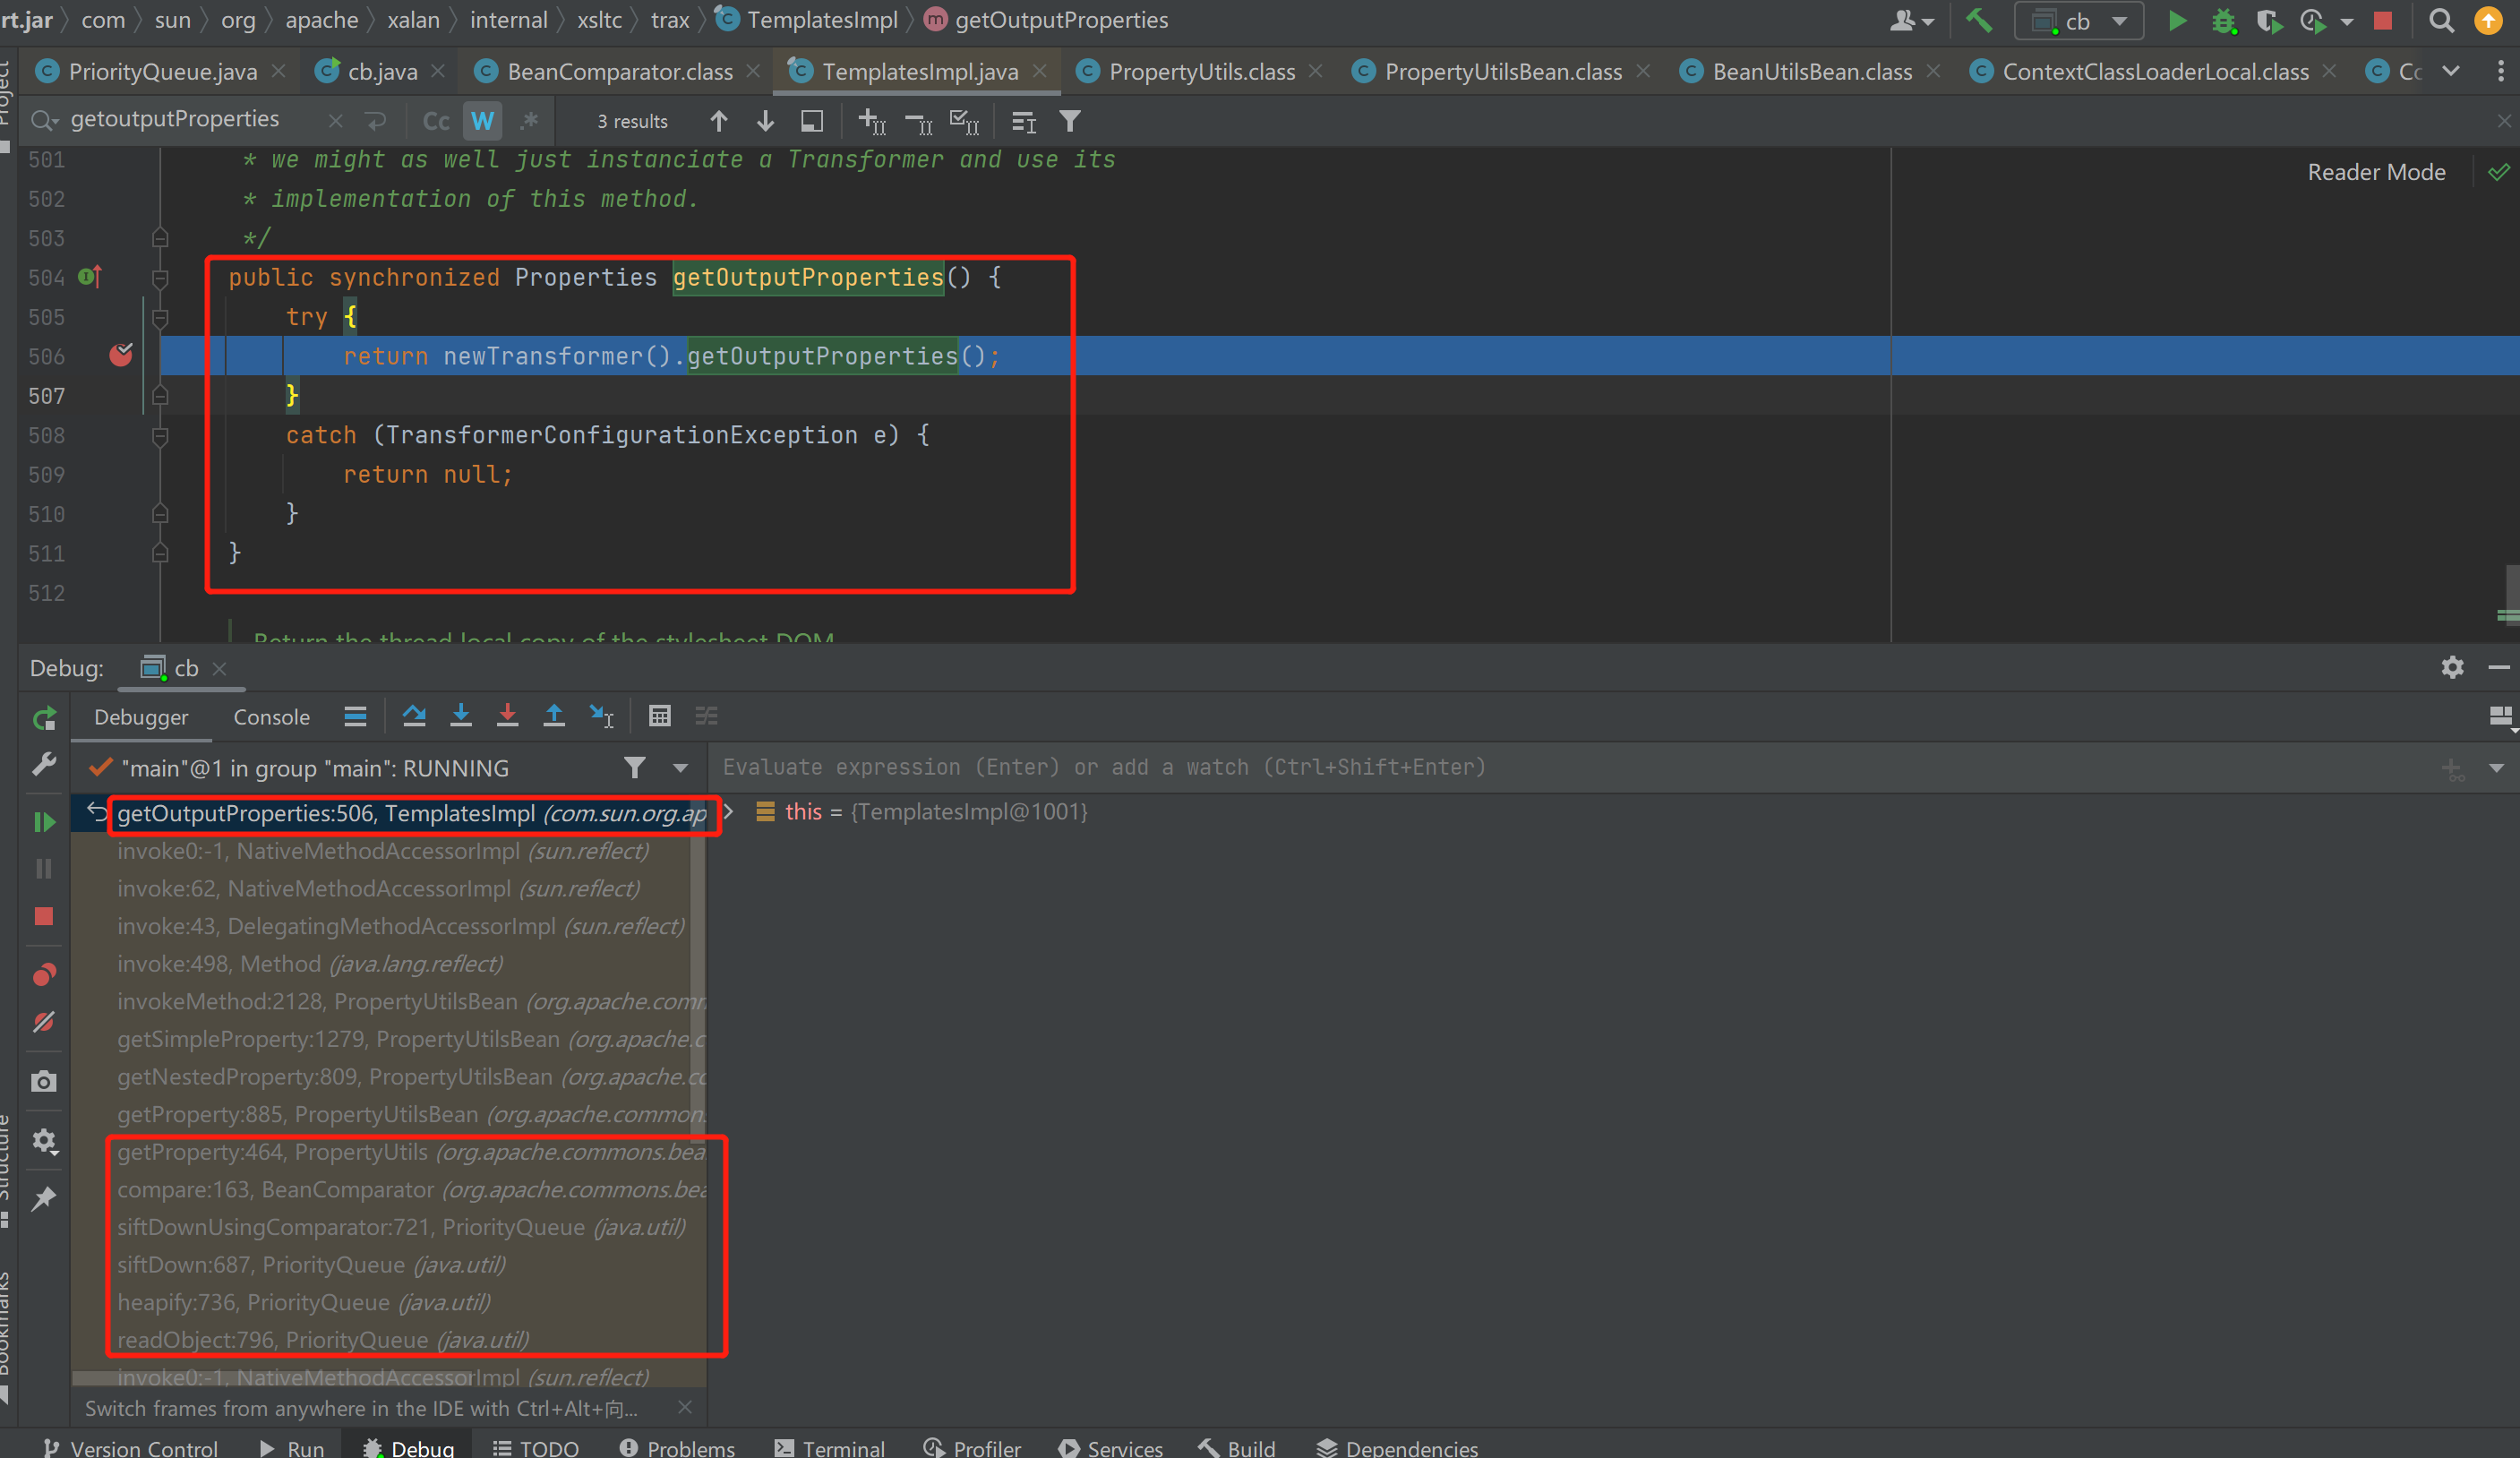 rt.jar com sun org apache xalan internal xsltc trax TemplatesImpl getOutputProperties cb
PriorityQueue.java cb.java BeanComparator.class TemplatesImpl.java PropertyUtils.class PropertyUtilsBean.class BeanUtilsBean.class ContextClassLoaderLocal.class
Project
getoutputProperties Cc W .* 3 results
501 * we might as well just instanciate a Transformer and use its
Reader Mode
502 * implementation of this method.
503 */
504 public synchronized Properties getOutputProperties() {
505 try {
506 return newTransformer().getOutputProperties();
507 }
508 catch (TransformerConfigurationException e) {
509 return null;
510 }
511 }
512
Return the thread local copy of the stylesheet DOM
Debug: cb
Debugger Console
"main"@1 in group "main": RUNNING
Evaluate expression (Enter) or add a watch (Ctrl+Shift+Enter)
getOutputProperties:506, TemplatesImpl (com.sun.org.ap
this = {TemplatesImpl@1001}
invoke0:-1, NativeMethodAccessorImpl (sun.reflect)
invoke:62, NativeMethodAccessorImpl (sun.reflect)
invoke:43, DelegatingMethodAccessorImpl (sun.reflect)
invoke:498, Method (java.lang.reflect)
invokeMethod:2128, PropertyUtilsBean (org.apache.comm
getSimpleProperty:1279, PropertyUtilsBean (org.apache.c
getNestedProperty:809, PropertyUtilsBean (org.apache.co
getProperty:885, PropertyUtilsBean (org.apache.common
getProperty:464, PropertyUtils (org.apache.commons.bea
compare:163, BeanComparator (org.apache.commons.bea
siftDownUsingComparator:721, PriorityQueue (java.util)
siftDown:687, PriorityQueue (java.util)
heapify:736, PriorityQueue (java.util)
readObject:796, PriorityQueue (java.util)
invoke0:-1, NativeMethodAccessorImpl (sun.reflect)
Structure
Bookmarks
Switch frames from anywhere in the IDE with Ctrl+Alt+向...
Version Control Run Debug TODO Problems Terminal Profiler Services Build Dependencies